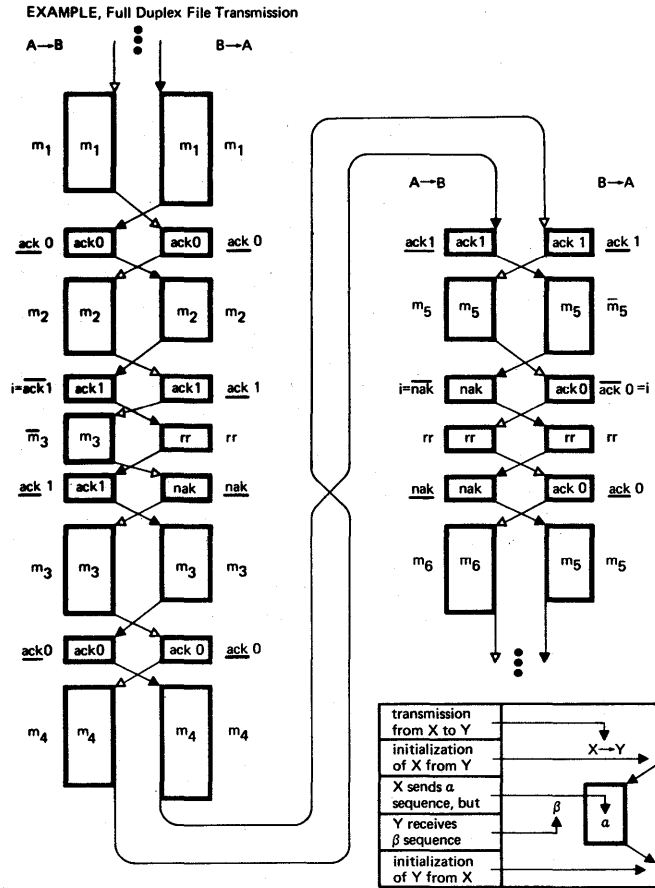 EXAMPLE, Full Duplex File Transmission
A→B B→A
m1 m1 m1 m1
ack 0 ack0 ack0 ack 0
m2 m2 m2 m2
i=a̅c̅k̅1̅ ack1 ack1 ack 1
m̅3 m3 rr rr
ack 1 ack1 nak nak
m3 m3 m3 m3
ack0 ack0 ack 0 ack 0
m4 m4 m4 m4
A→B B→A
ack1 ack1 ack 1 ack 1
m5 m5 m5 m̅5
i=n̅a̅k̅ nak ack0 a̅c̅k̅ 0̅ =i
rr rr rr rr
nak nak ack 0 ack 0
m6 m6 m5 m5
transmission
from X to Y
X→Y
initialization
of X from Y
X sends α
sequence, but
β
α
Y receives
β sequence
initialization
of Y from X